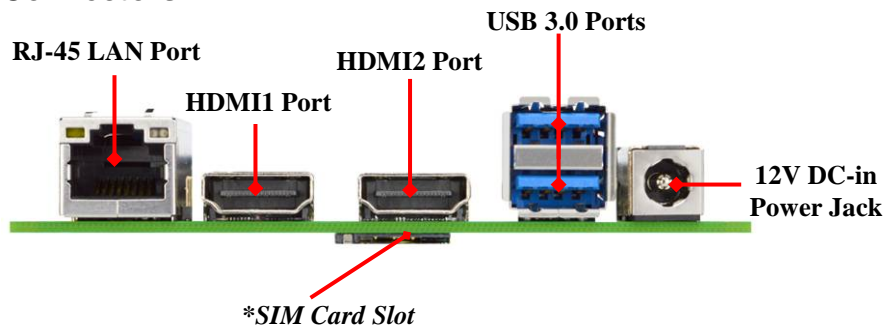 USB 3.0 Ports
RJ-45 LAN Port
HDMI2 Port
HDMI1 Port
12V DC-in
Power Jack
*SIM Card Slot